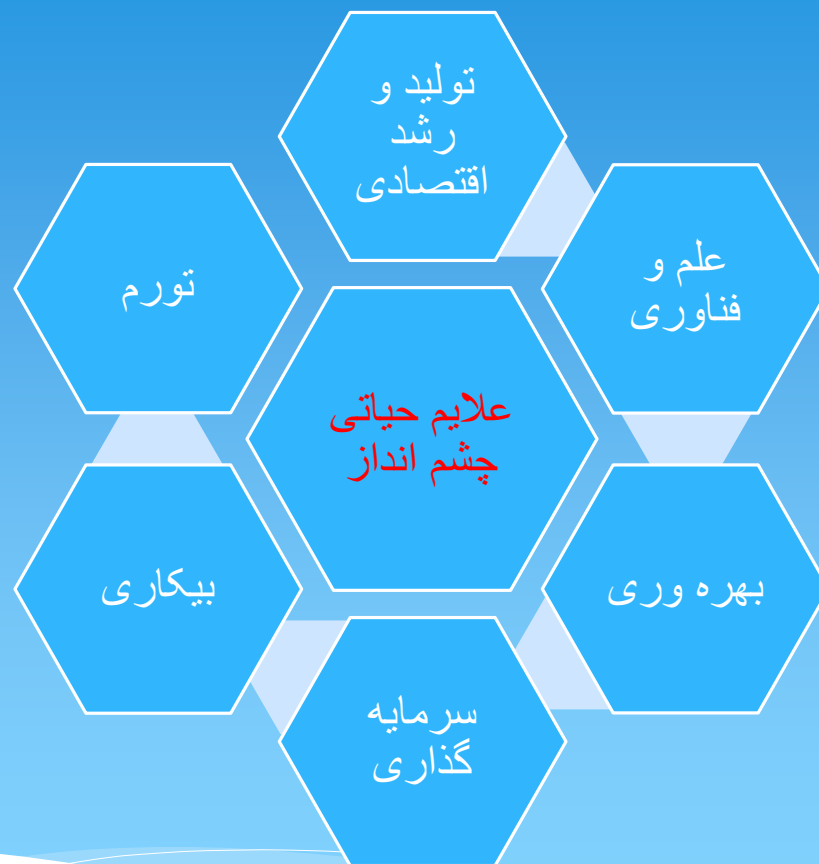 تولید و
رشد
اقتصادی
علم و
فناوری
بهره وری
سرمایه
گذاری
بیکاری
تورم
علایم حیاتی
چشم انداز